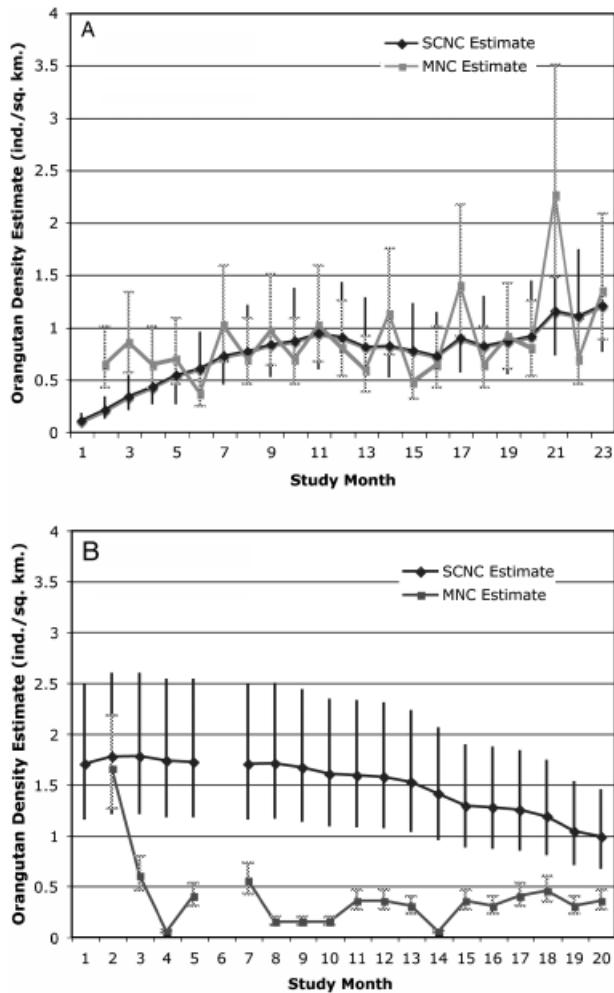 A
SCNC Estimate
MNC Estimate
Orangutan Density Estimate (ind./sq. km.)
4
3.5
3
2.5
2
1.5
1
0.5
0
1 3 5 7 9 11 13 15 17 19 21 23
Study Month
B
SCNC Estimate
MNC Estimate
Orangutan Density Estimate (ind./sq. km.)
4
3.5
3
2.5
2
1.5
1
0.5
0
1 2 3 4 5 6 7 8 9 10 11 12 13 14 15 16 17 18 19 20
Study Month